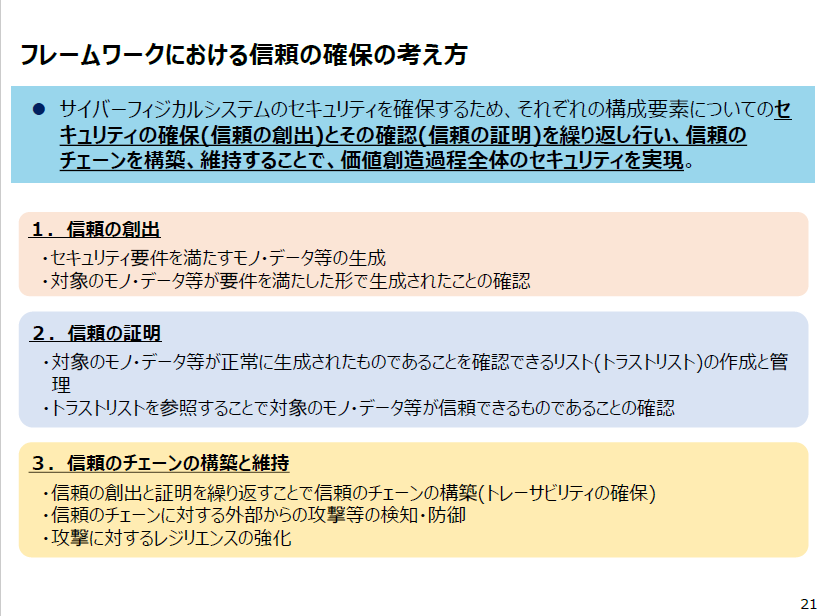 フレームワークにおける信頼の確保の考え方
● サイバーフィジカルシステムのセキュリティを確保するため、それぞれの構成要素についてのセ
キュリティの確保(信頼の創出)とその確認(信頼の証明)を繰り返し行い、信頼の
チェーンを構築、維持することで、価値創造過程全体のセキュリティを実現。
１．信頼の創出
・セキュリティ要件を満たすモノ・データ等の生成
・対象のモノ・データ等が要件を満たした形で生成されたことの確認
２．信頼の証明
・対象のモノ・データ等が正常に生成されたものであることを確認できるリスト(トラストリスト)の作成と管
理
・トラストリストを参照することで対象のモノ・データ等が信頼できるものであることの確認
３．信頼のチェーンの構築と維持
・信頼の創出と証明を繰り返すことで信頼のチェーンの構築(トレーサビリティの確保)
・信頼のチェーンに対する外部からの攻撃等の検知・防御
・攻撃に対するレジリエンスの強化
21